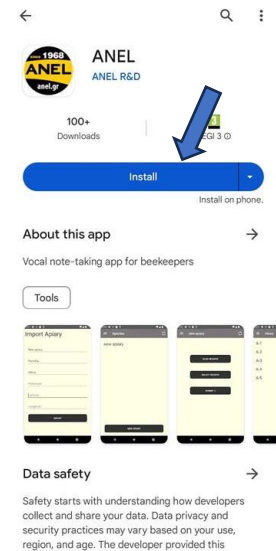 since 1968
ANEL
anel.gr
ANEL
ANEL R&D
100+
Downloads
3
EGI 3
Install
Install on phone.
About this app
Vocal note-taking app for beekeepers
Tools
Import Apiary
Data safety
Safety starts with understanding how developers
collect and share your data. Data privacy and
security practices may vary based on your use,
region, and age. The developer provided this